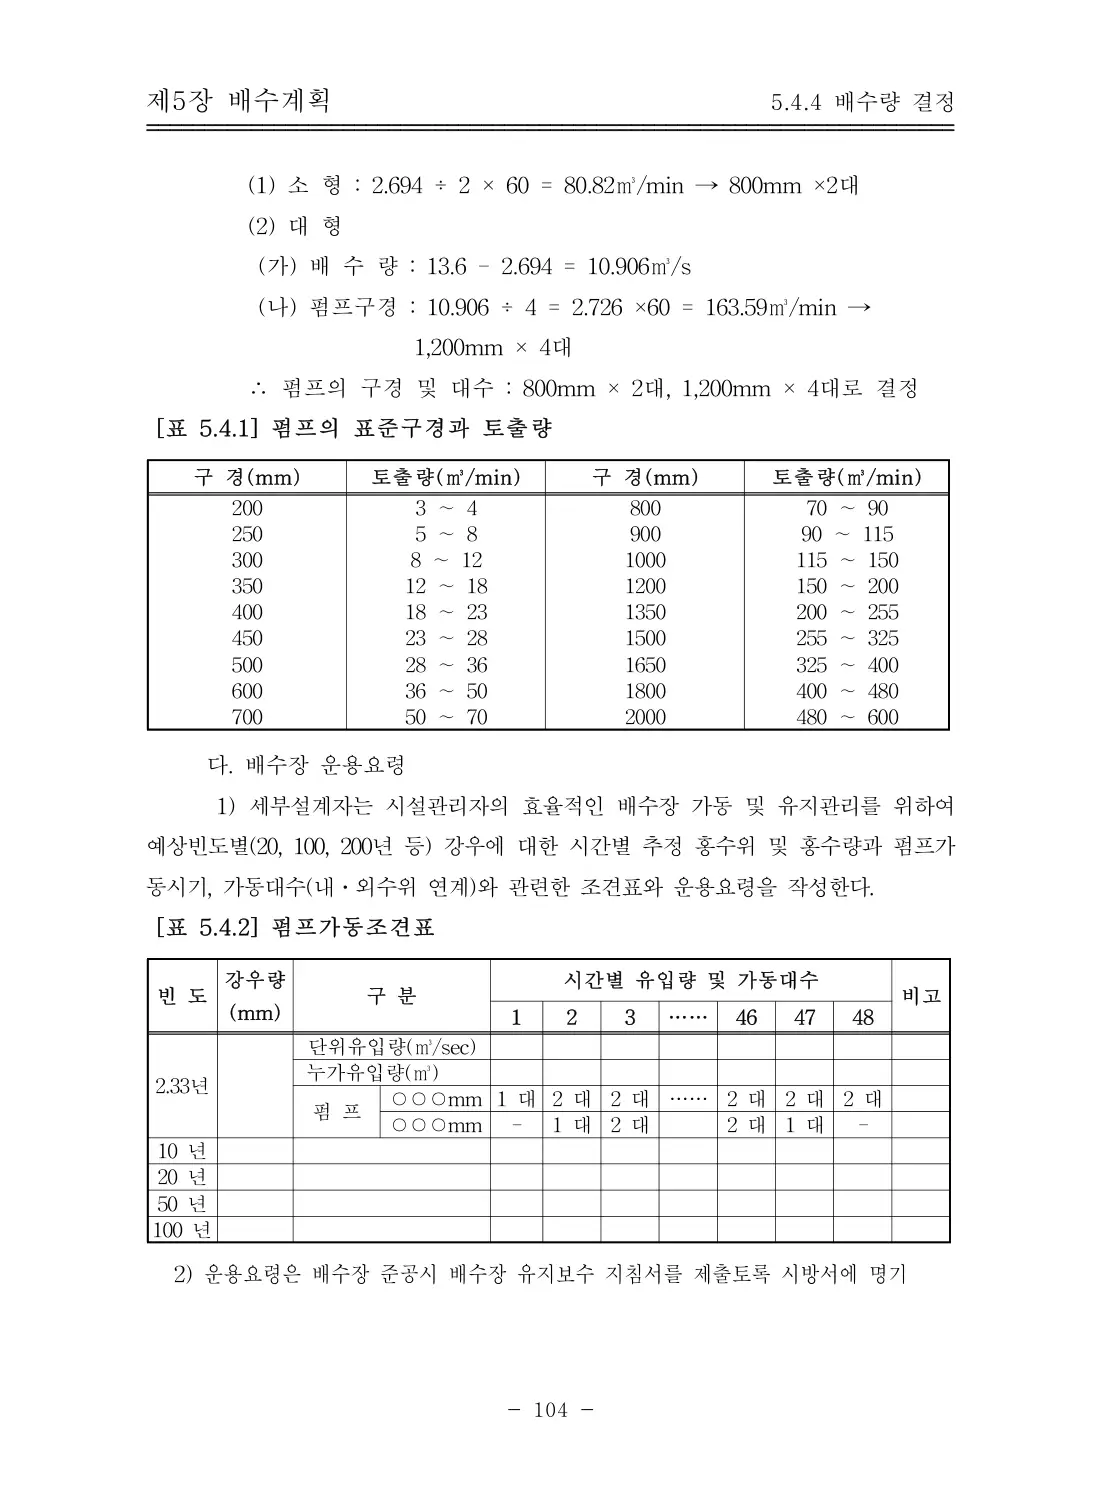 제5장 배수계획
5.4.4 배수량 결정
(1) 소 형 : 2.694 ÷ 2 × 60 = 80.82㎥/min → 800mm ×2대
(2) 대 형
(가) 배 수 량 : 13.6 - 2.694 = 10.906㎥/s
(나) 펌프구경 : 10.906 ÷ 4 = 2.726 ×60 = 163.59㎥/min →
1,200mm × 4대
∴ 펌프의 구경 및 대수 : 800mm × 2대, 1,200mm × 4대로 결정
[표 5.4.1] 펌프의 표준구경과 토출량
구 경(mm) 토출량(㎥/min) 구 경(mm) 토출량(㎥/min)
200 3 ~ 4 800 70 ~ 90
250 5 ~ 8 900 90 ~ 115
300 8 ~ 12 1000 115 ~ 150
350 12 ~ 18 1200 150 ~ 200
400 18 ~ 23 1350 200 ~ 255
450 23 ~ 28 1500 255 ~ 325
500 28 ~ 36 1650 325 ~ 400
600 36 ~ 50 1800 400 ~ 480
700 50 ~ 70 2000 480 ~ 600
다. 배수장 운용요령
1) 세부설계자는 시설관리자의 효율적인 배수장 가동 및 유지관리를 위하여
예상빈도별(20, 100, 200년 등) 강우에 대한 시간별 추정 홍수위 및 홍수량과 펌프가
동시기, 가동대수(내・외수위 연계)와 관련한 조견표와 운용요령을 작성한다.
[표 5.4.2] 펌프가동조견표
빈 도 강우량 (mm) 구 분 시간별 유입량 및 가동대수 비고
1 2 3 …… 46 47 48
2.33년 단위유입량(㎥/sec)
누가유입량(㎥)
펌 프 ○○○mm 1 대 2 대 2 대 …… 2 대 2 대 2 대
○○○mm - 1 대 2 대 2 대 1 대 -
10 년
20 년
50 년
100 년
2) 운용요령은 배수장 준공시 배수장 유지보수 지침서를 제출토록 시방서에 명기
- 104 -